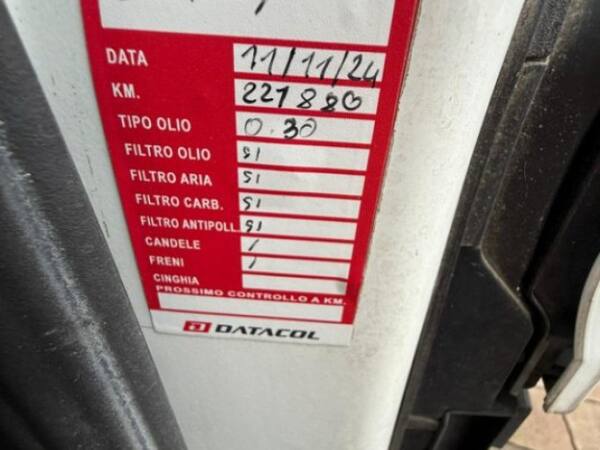 DATA 11/11/24
KM. 221880
TIPO OLIO 0.30
FILTRO OLIO SI
FILTRO ARIA SI
FILTRO CARB. SI
FILTRO ANTIPOLL. SI
CANDELE /
FRENI /
CINGHIA
PROSSIMO CONTROLLO A KM.
DATACOL